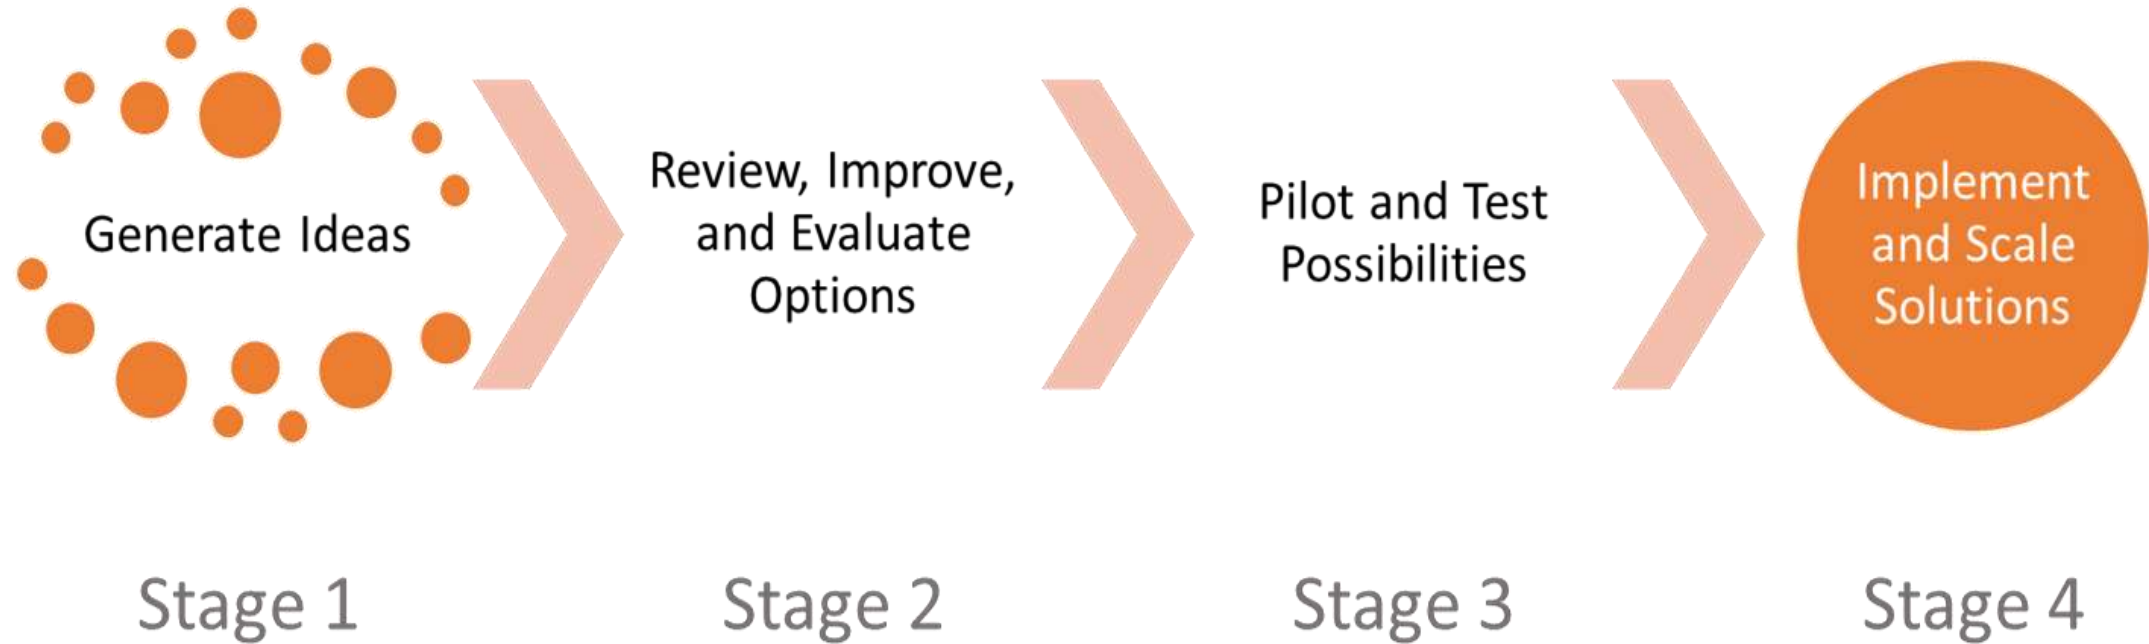 Generate Ideas
Review, Improve,
and Evaluate
Options
Pilot and Test
Possibilities
Implement
and Scale
Solutions
Stage 1
Stage 2
Stage 3
Stage 4